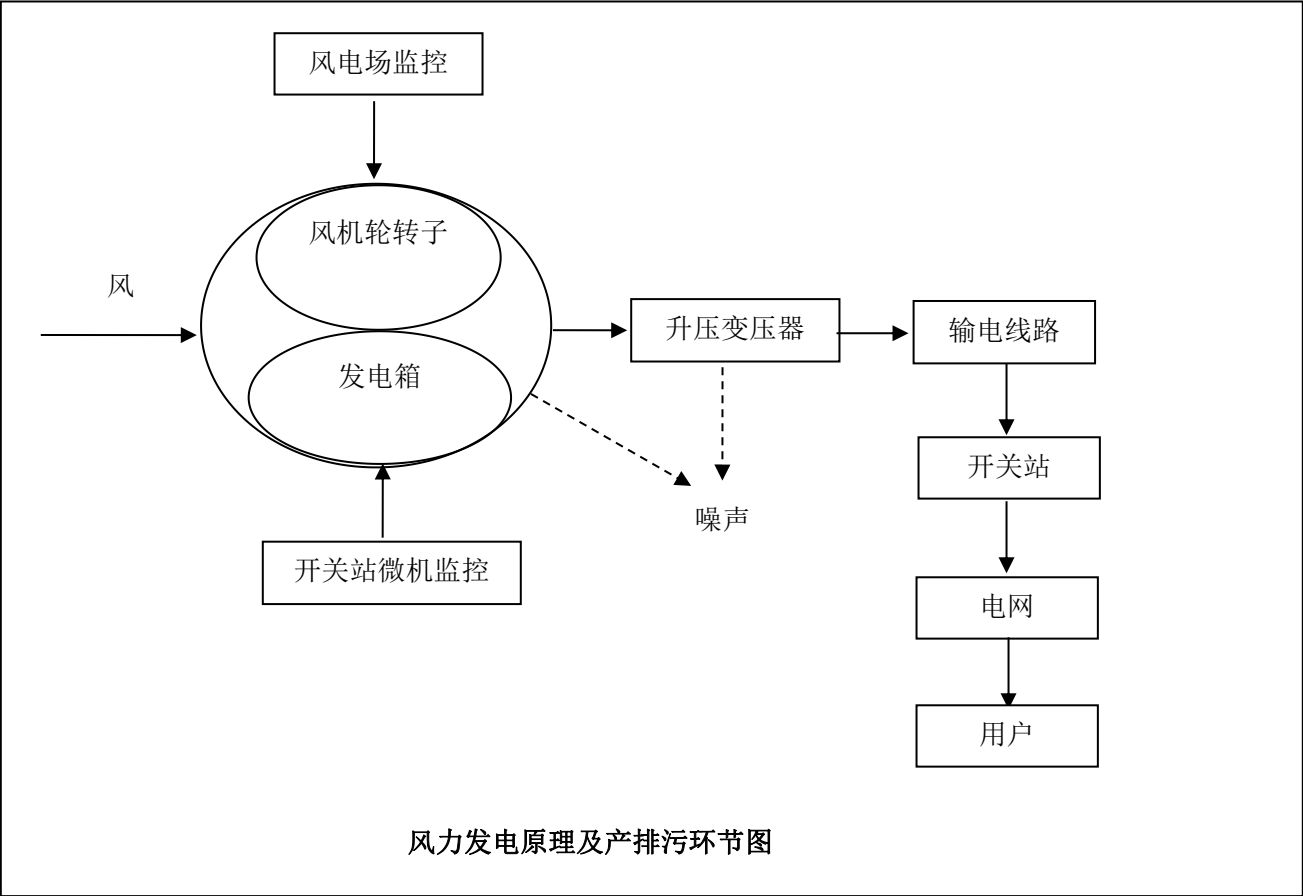 风电场监控
风机轮转子
风
升压变压器
输电线路
发电箱
开关站
噪声
开关站微机监控
电网
用户
风力发电原理及产排污环节图